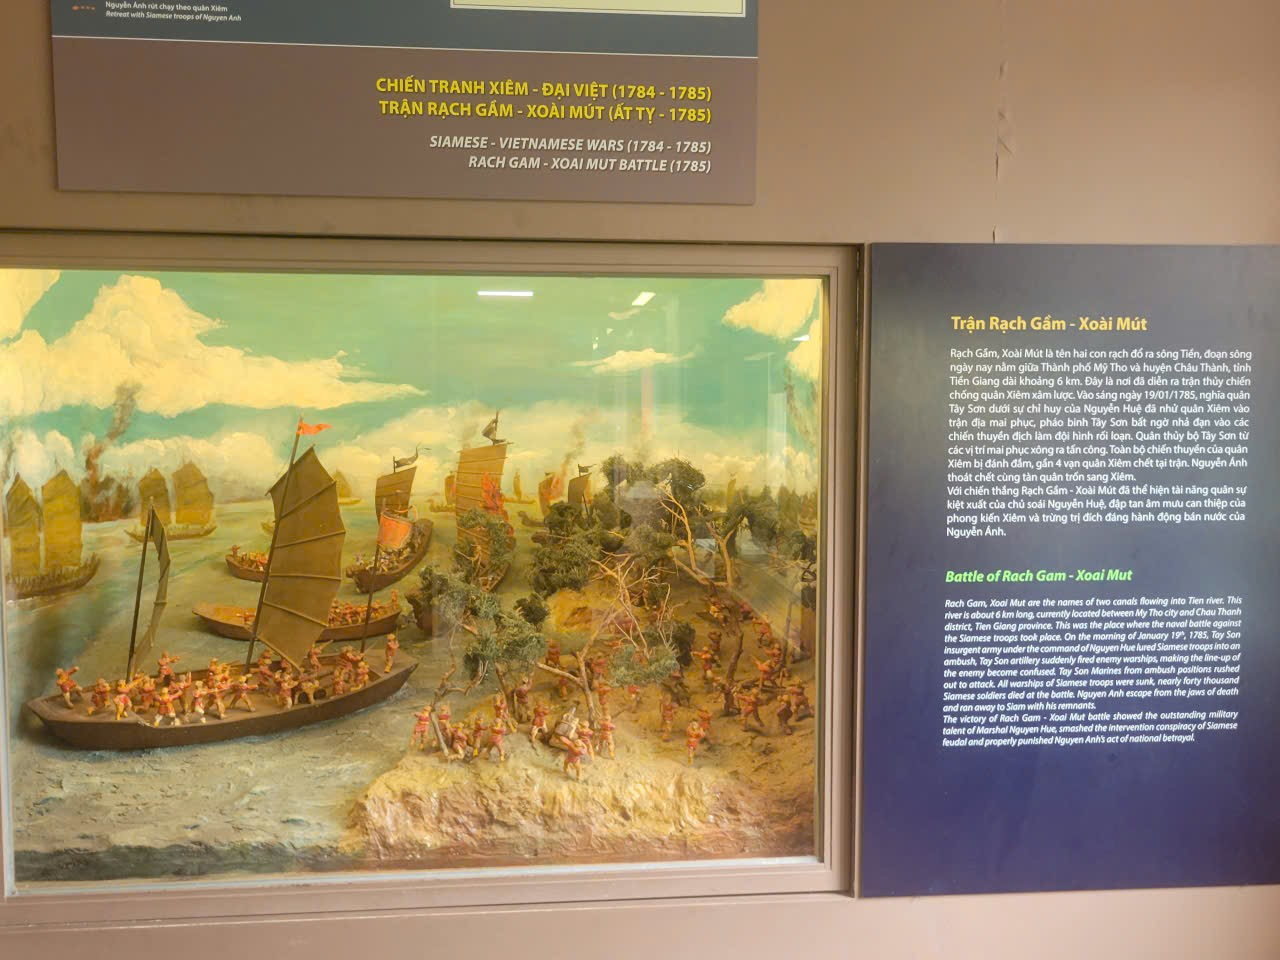 Nguyễn Ánh rút chạy theo quân Xiêm
Retreat with Siamese troops of Nguyen Anh
CHIẾN TRANH XIÊM - ĐẠI VIỆT (1784 - 1785)
TRẬN RẠCH GẦM - XOÀI MÚT (ẤT TỴ - 1785)
SIAMESE - VIETNAMESE WARS (1784 - 1785)
RACH GAM - XOAI MUT BATTLE (1785)
Trận Rạch Gầm - Xoài Mút
Rạch Gầm, Xoài Mút là tên hai con rạch đổ ra sông Tiền, đoạn sông
ngày nay nằm giữa Thành phố Mỹ Tho và huyện Châu Thành, tỉnh
Tiền Giang dài khoảng 6 km. Đây là nơi đã diễn ra trận thủy chiến
chống quân Xiêm xâm lược. Vào sáng ngày 19/01/1785, nghĩa quân
Tây Sơn dưới sự chỉ huy của Nguyễn Huệ đã nhử quân Xiêm vào
trận địa mai phục, pháo binh Tây Sơn bất ngờ nhả đạn vào các
chiến thuyền địch làm đội hình rối loạn. Quân thủy bộ Tây Sơn từ
các vị trí mai phục xông ra tấn công. Toàn bộ chiến thuyền của quân
Xiêm bị đánh đắm, gần 4 vạn quân Xiêm chết tại trận. Nguyễn Ánh
thoát chết cùng tàn quân trốn sang Xiêm.
Với chiến thắng Rạch Gầm - Xoài Mút đã thể hiện tài năng quân sự
kiệt xuất của chủ soái Nguyễn Huệ, đập tan âm mưu can thiệp của
phong kiến Xiêm và trừng trị đích đáng hành động bán nước của
Nguyễn Ánh.
Battle of Rach Gam - Xoai Mut
Rach Gam, Xoai Mut are the names of two canals flowing into Tien river. This
river is about 6 km long, currently located between My Tho city and Chau Thanh
district, Tien Giang province. This was the place where the naval battle against
the Siamese troops took place. On the morning of January 19th, 1785, Tay Son
insurgent army under the command of Nguyen Hue lured Siamese troops into an
ambush, Tay Son artillery suddenly fired enemy warships, making the line-up of
the enemy become confused. Tay Son Marines from ambush positions rushed
out to attack. All warships of Siamese troops were sunk, nearly forty thousand
Siamese soldiers died at the battle. Nguyen Anh escape from the jaws of death
and ran away to Siam with his remnants.
The victory of Rach Gam - Xoai Mut battle showed the outstanding military
talent of Marshal Nguyen Hue, smashed the intervention conspiracy of Siamese
feudal and properly punished Nguyen Anh's act of national betrayal.